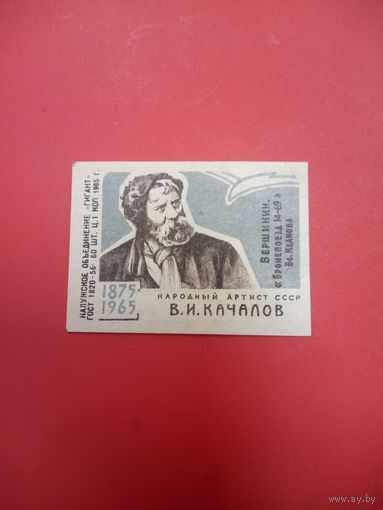 КАЛУЖСКОЕ ОБЪЕДИНЕНИЕ «ГИГАНТ»
ГОСТ 1820-56· 60 ШТ. Ц. 1 КОП 1965 Г.
ВЕРШИНИН.
«БРОНЕПОЕЗД 14-69»
ВС. ИВАНОВА
1875
1965
НАРОДНЫЙ АРТИСТ СССР
В.И.КАЧАЛОВ
www.ay.by